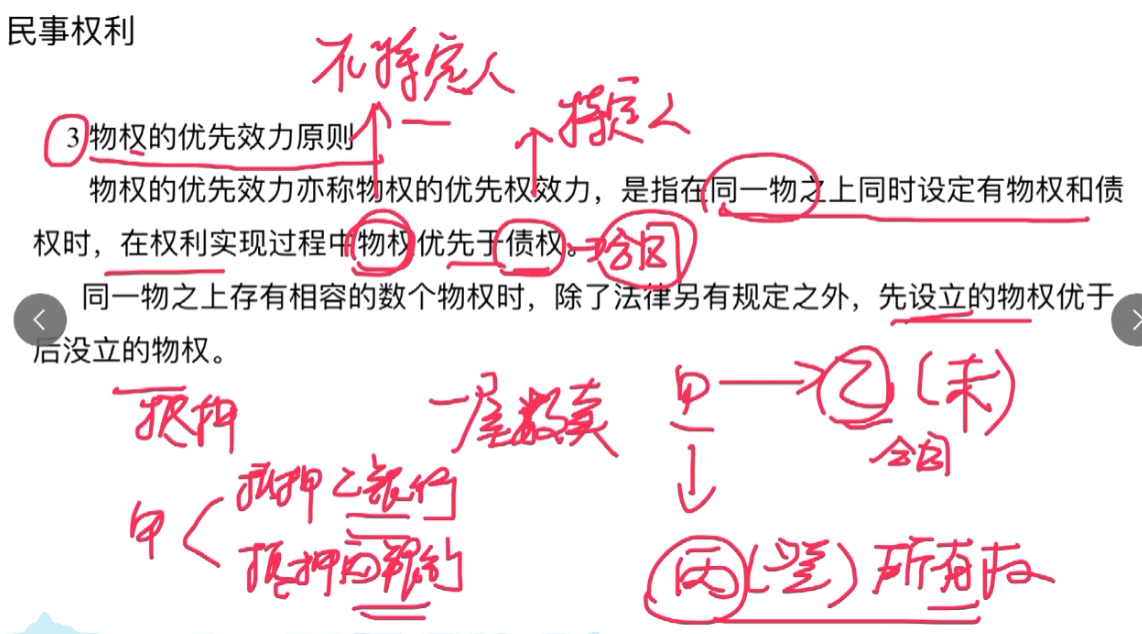 民事权利
不特定人
特定人
3物权的优先效力原则
物权的优先效力亦称物权的优先权效力，是指在同一物之上同时设定有物权和债
权时，在权利实现过程中物权优先于债权。合同
同一物之上存有相容的数个物权时，除了法律另有规定之外，先设立的物权优于
后没立的物权。
抵押 一屋数卖 甲 乙(未)
合同
甲 抵押乙银行
抵押丙银行
丙(登)所有权